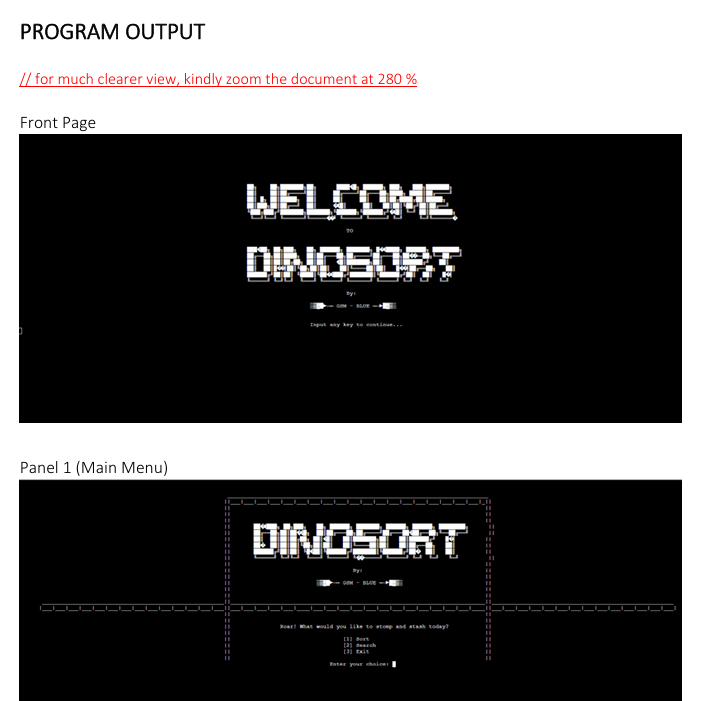 PROGRAM OUTPUT
// for much clearer view, kindly zoom the document at 280 %
Front Page
WELCOME
TO
DINOSORT
By:
GSM - BLUE
Input any key to continue...
Panel 1 (Main Menu)
DINOSORT
By:
GSM - BLUE
Roar! What would you like to stomp and stash today?
[1] Sort
[2] Search
[3] Exit
Enter your choice: